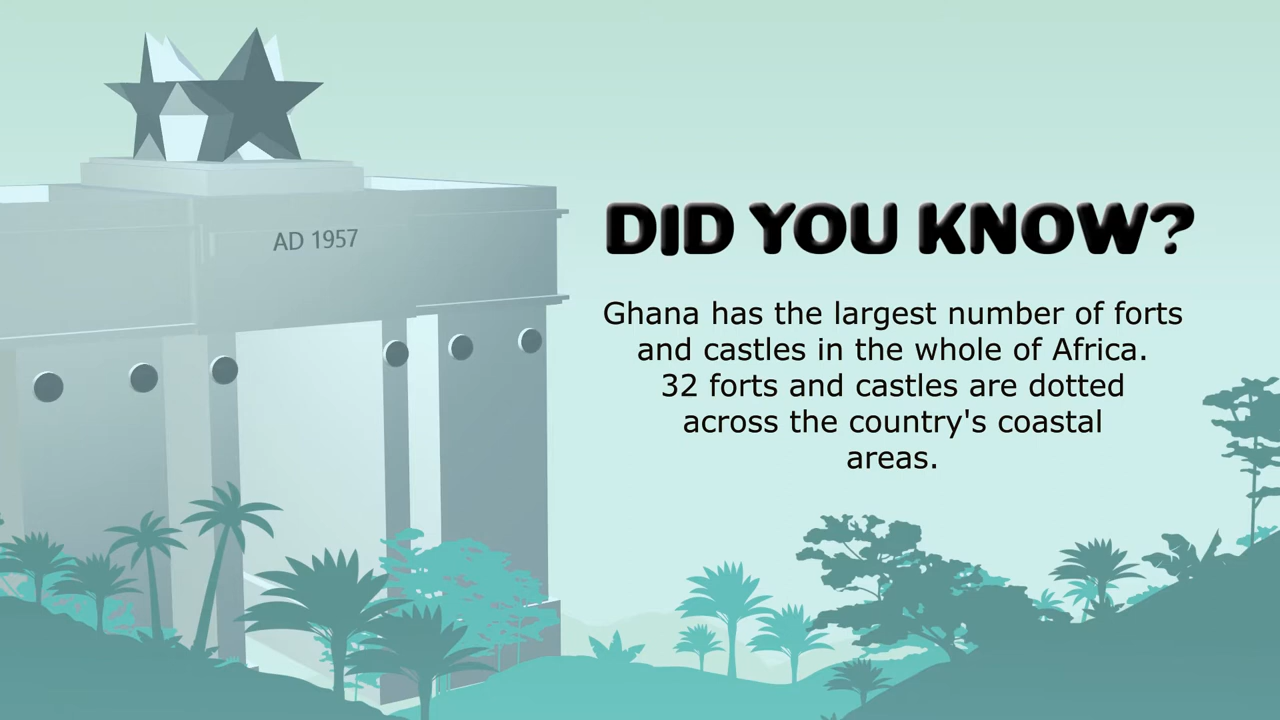 AD 1957
DID YOU KNOW?
Ghana has the largest number of forts
and castles in the whole of Africa.
32 forts and castles are dotted
across the country's coastal
areas.